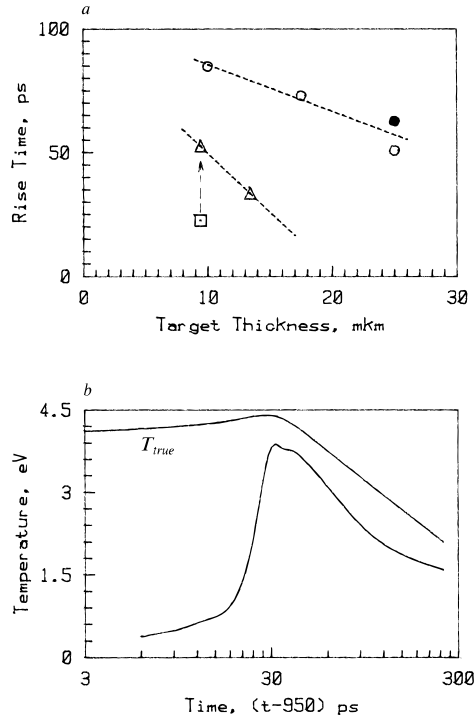 a
100
50
0
Rise Time, ps
0 10 20 30
Target Thickness, mkm
b
4.5
3
1.5
0
Temperature, eV
T_true
3 30 300
Time, (t-950) ps